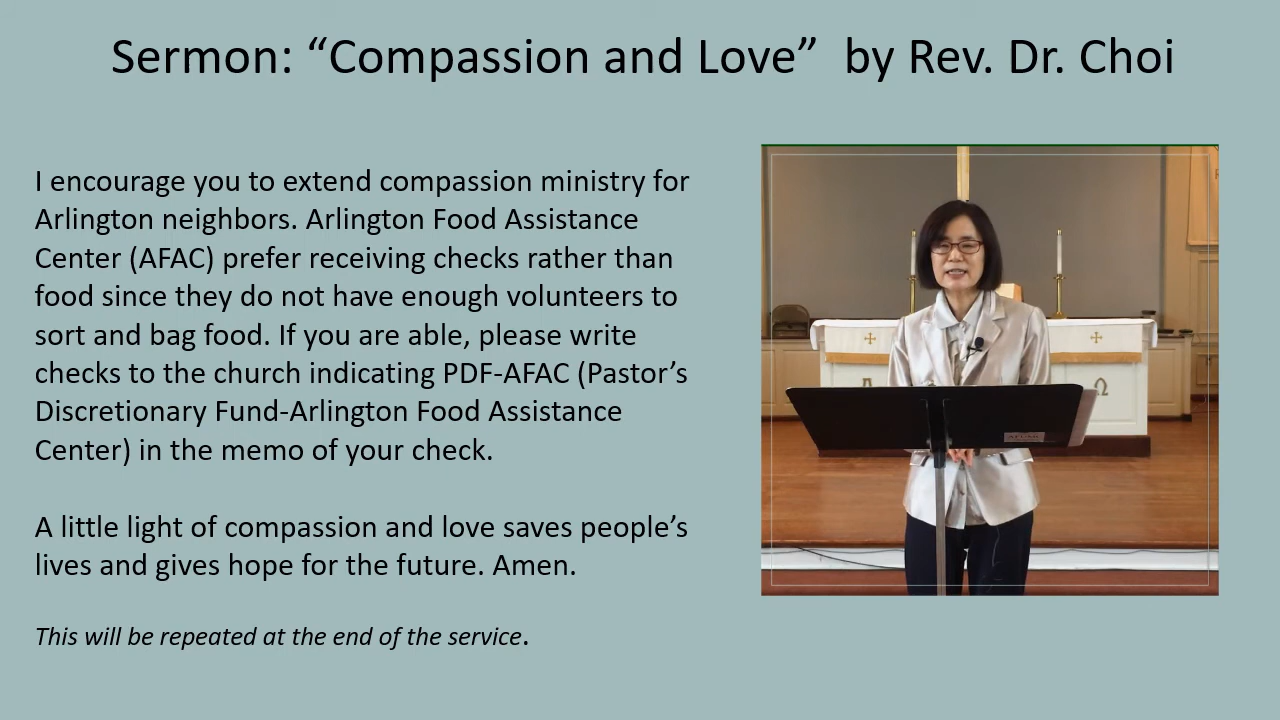 Sermon: “Compassion and Love”  by Rev. Dr. Choi
I encourage you to extend compassion ministry for
Arlington neighbors. Arlington Food Assistance
Center (AFAC) prefer receiving checks rather than
food since they do not have enough volunteers to
sort and bag food. If you are able, please write
checks to the church indicating PDF-AFAC (Pastor’s
Discretionary Fund-Arlington Food Assistance
Center) in the memo of your check.
A little light of compassion and love saves people’s
lives and gives hope for the future. Amen.
This will be repeated at the end of the service.
Ω